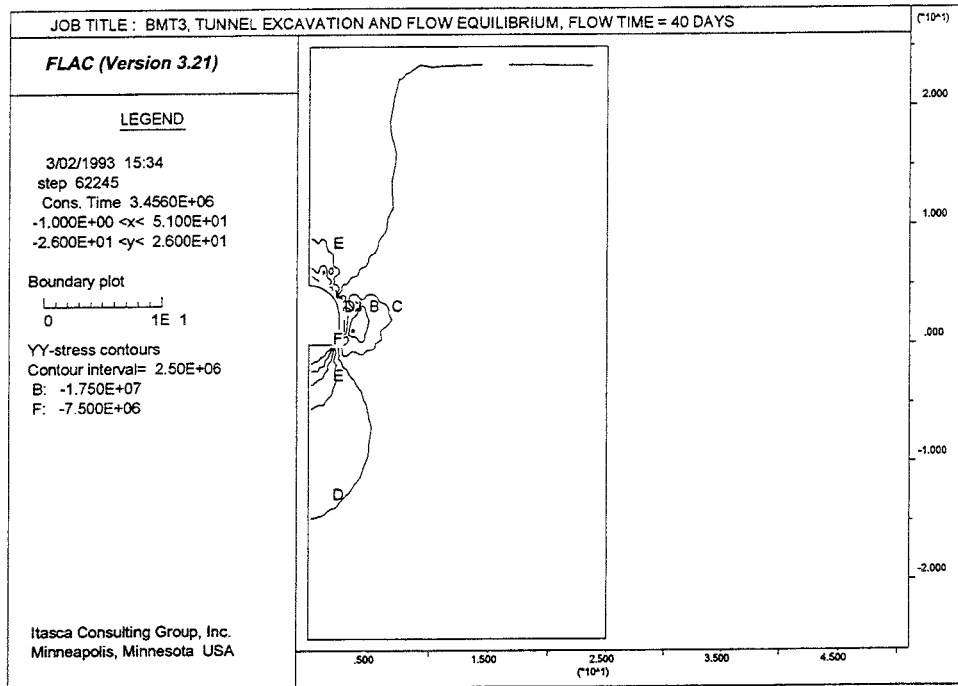 JOB TITLE : BMT3, TUNNEL EXCAVATION AND FLOW EQUILIBRIUM, FLOW TIME = 40 DAYS
(*10^1)
FLAC (Version 3.21)
LEGEND
3/02/1993 15:34
step 62245
Cons. Time 3.4560E+06
-1.000E+00 <x< 5.100E+01
-2.600E+01 <y< 2.600E+01
Boundary plot
0 1E 1
YY-stress contours
Contour interval= 2.50E+06
B: -1.750E+07
F: -7.500E+06
Itasca Consulting Group, Inc.
Minneapolis, Minnesota USA
E
D B C
F
E
D
2.000
1.000
.000
-1.000
-2.000
.500 1.500 2.500 3.500 4.500
(*10^1)